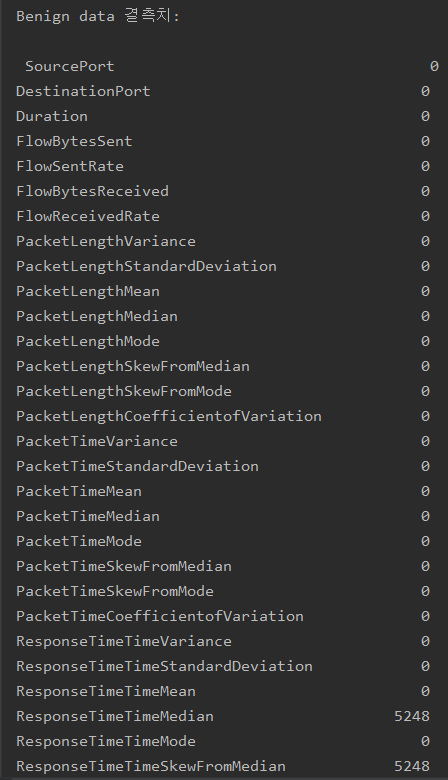 Benign data 결측치:
SourcePort 0
DestinationPort 0
Duration 0
FlowBytesSent 0
FlowSentRate 0
FlowBytesReceived 0
FlowReceivedRate 0
PacketLengthVariance 0
PacketLengthStandardDeviation 0
PacketLengthMean 0
PacketLengthMedian 0
PacketLengthMode 0
PacketLengthSkewFromMedian 0
PacketLengthSkewFromMode 0
PacketLengthCoefficientofVariation 0
PacketTimeVariance 0
PacketTimeStandardDeviation 0
PacketTimeMean 0
PacketTimeMedian 0
PacketTimeMode 0
PacketTimeSkewFromMedian 0
PacketTimeSkewFromMode 0
PacketTimeCoefficientofVariation 0
ResponseTimeTimeVariance 0
ResponseTimeTimeStandardDeviation 0
ResponseTimeTimeMean 0
ResponseTimeTimeMedian 5248
ResponseTimeTimeMode 0
ResponseTimeTimeSkewFromMedian 5248